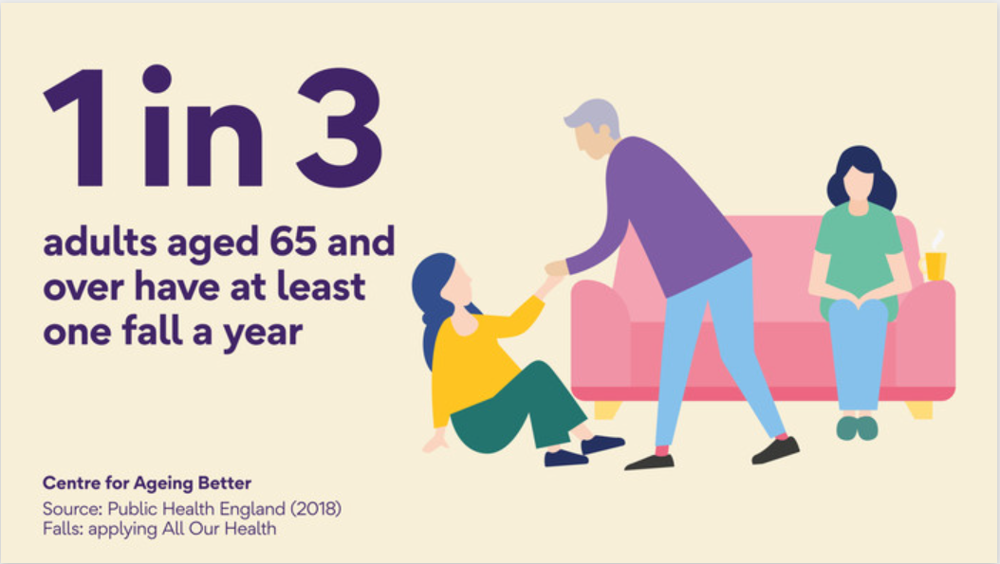 1 in 3
adults aged 65 and
over have at least
one fall a year
Centre for Ageing Better
Source: Public Health England (2018)
Falls: applying All Our Health